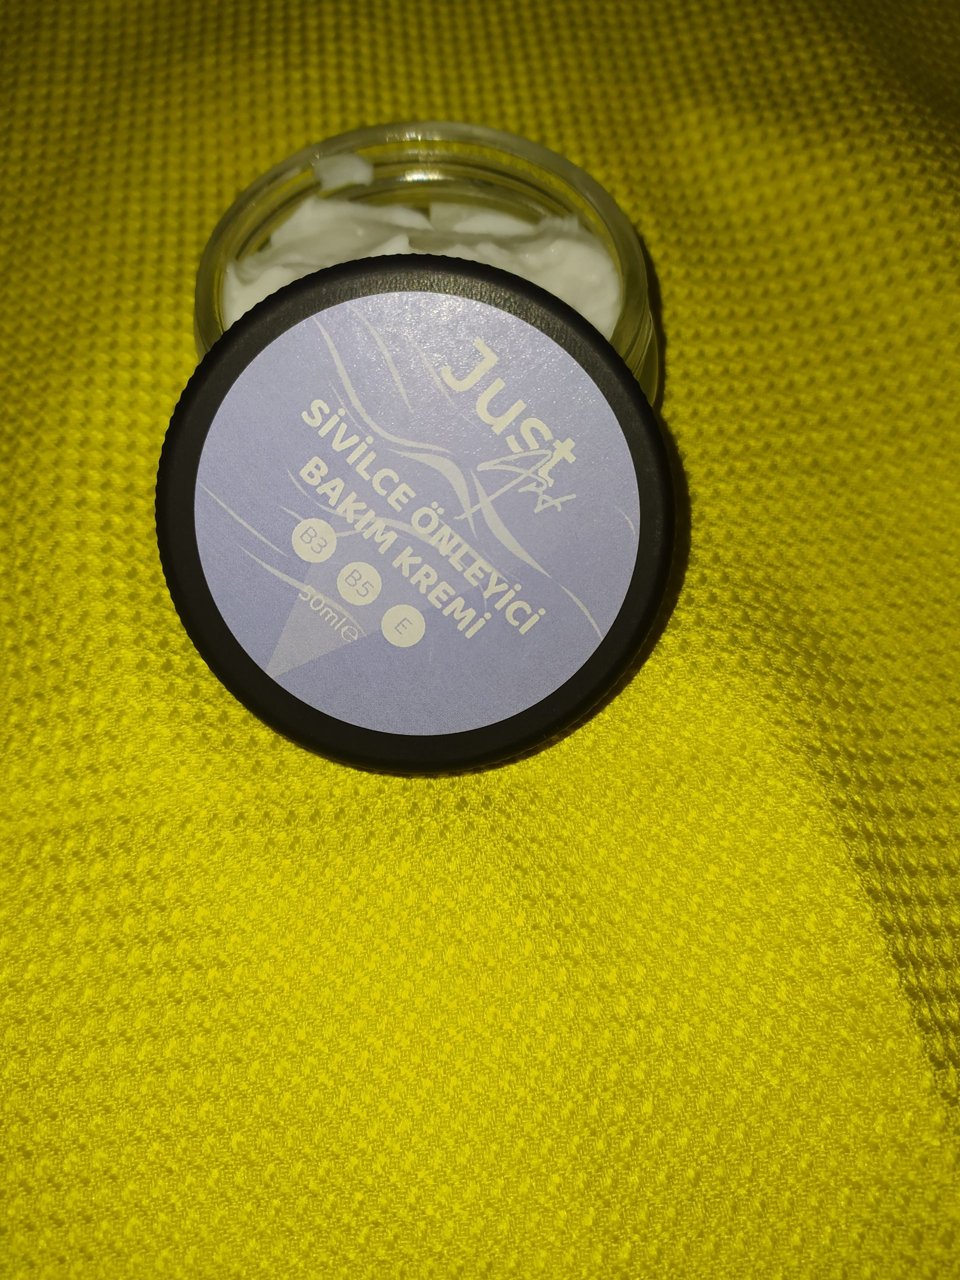 Just
Art
SİVİLCE ÖNLEYİCİ
BAKIM KREMİ
B3 B5 E
50ml℮